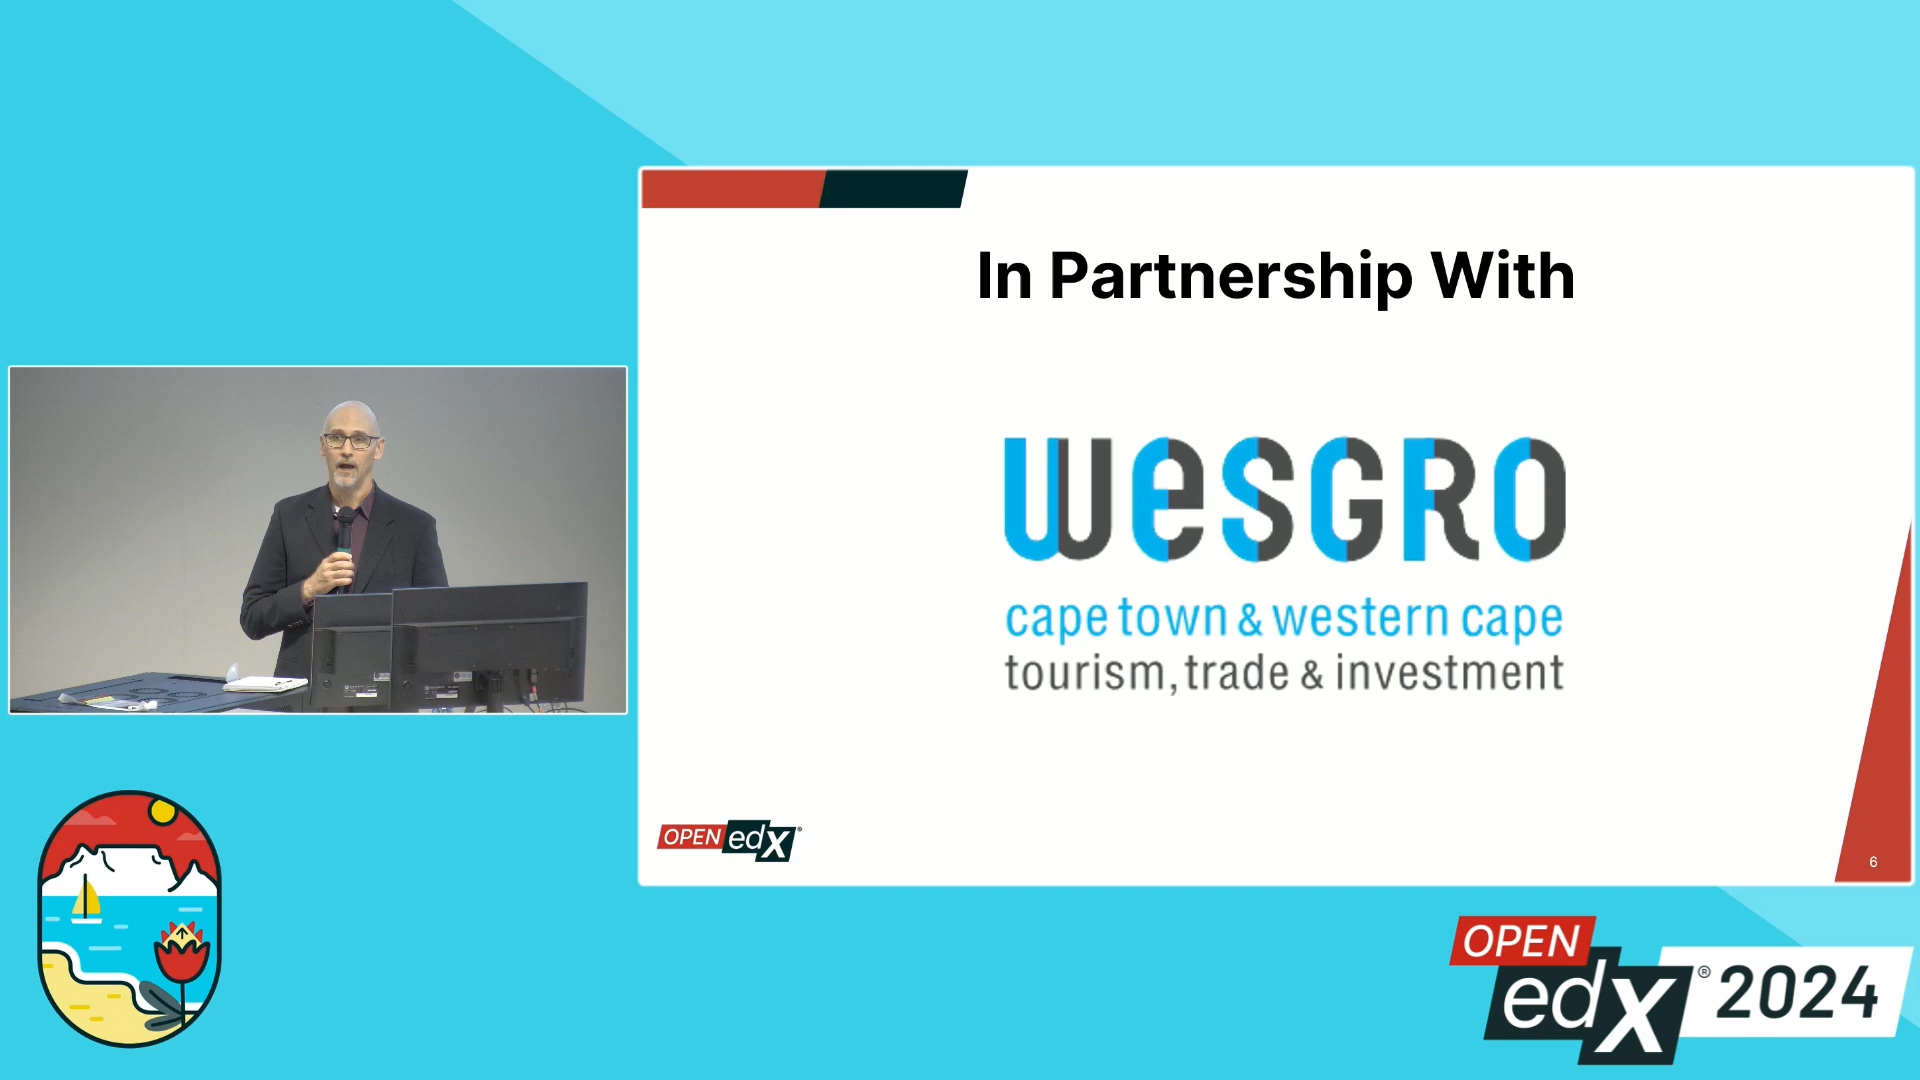 In Partnership With
wesGRO
cape town & western cape
tourism, trade & investment
OPEN edX®
6
OPEN
edX® 2024